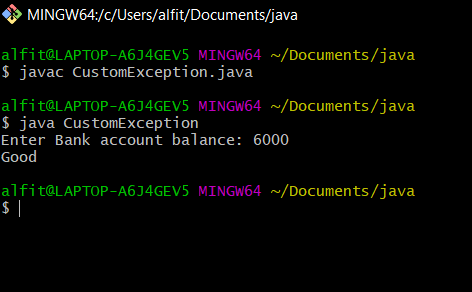 MINGW64:/c/Users/alfit/Documents/java
alfit@LAPTOP-A6J4GEV5 MINGW64 ~/Documents/java
$ javac CustomException.java
alfit@LAPTOP-A6J4GEV5 MINGW64 ~/Documents/java
$ java CustomException
Enter Bank account balance: 6000
Good
alfit@LAPTOP-A6J4GEV5 MINGW64 ~/Documents/java
$